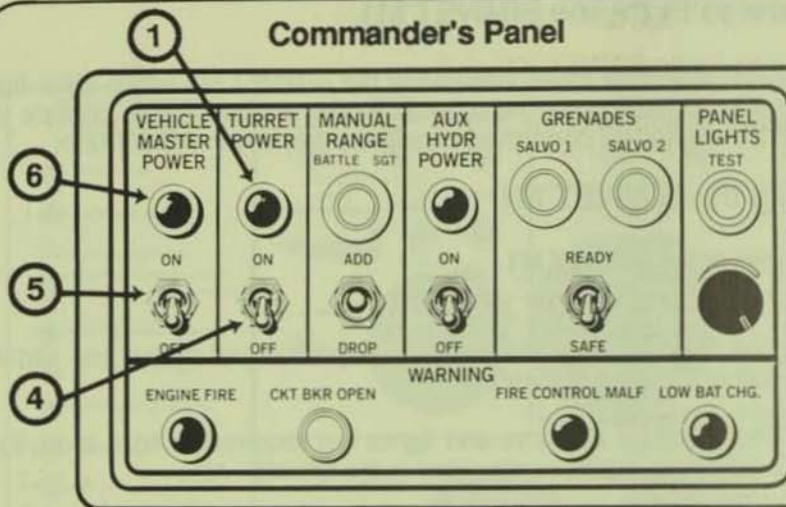 Commander's Panel
1
6
5
4
VEHICLE
MASTER
POWER
ON
OFF
TURRET
POWER
ON
OFF
MANUAL
RANGE
BATTLE SGT
ADD
DROP
AUX
HYDR
POWER
ON
OFF
GRENADES
SALVO 1 SALVO 2
READY
SAFE
PANEL
LIGHTS
TEST
WARNING
ENGINE FIRE CKT BKR OPEN FIRE CONTROL MALF LOW BAT CHG.